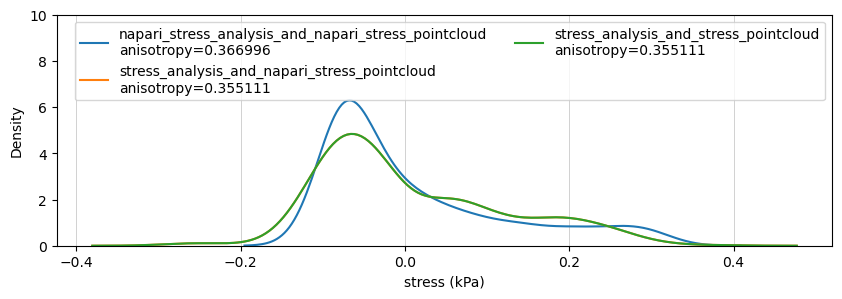 10
8
6
4
2
0
Density
napari_stress_analysis_and_napari_stress_pointcloud
anisotropy=0.366996
stress_analysis_and_napari_stress_pointcloud
anisotropy=0.355111
stress_analysis_and_stress_pointcloud
anisotropy=0.355111
−0.4
−0.2
0.0
0.2
0.4
stress (kPa)